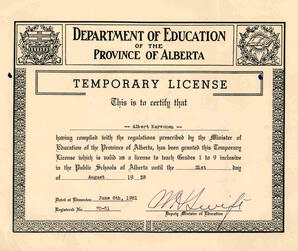 DEPARTMENT OF EDUCATION
OF THE
PROVINCE OF ALBERTA
TEMPORARY LICENSE
This is to certify that
-- Albert Karvonen --
having complied with the regulations prescribed by the Minister of
Education of the Province of Alberta, has been granted this Temporary
License which is valid as a license to teach Grades 1 to 9 inclusive
in the Public Schools of Alberta until the 31st day
of August 19
Dated at Edmonton June 8th, 1951
Registered No.
Deputy Minister of Education